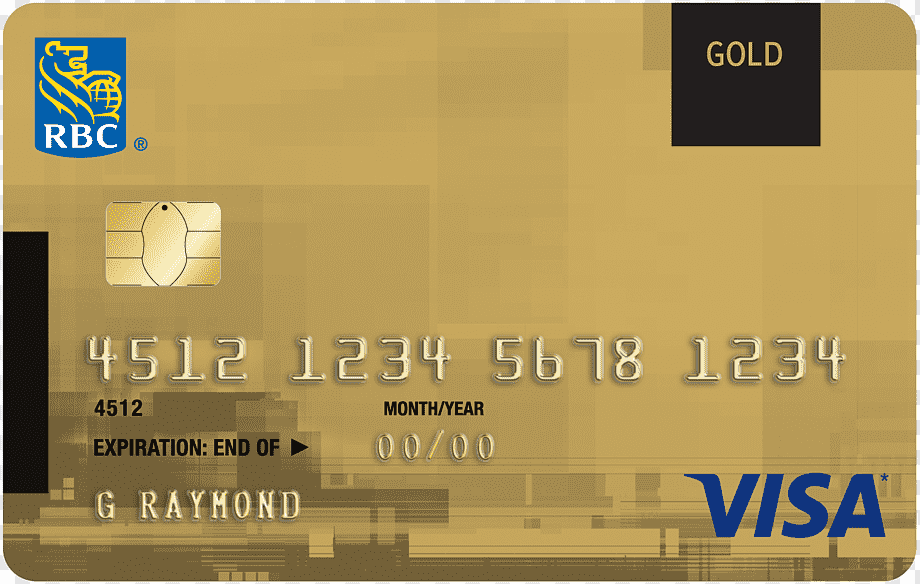 GOLD
RBC ®
4512 1234 5678 1234
4512 MONTH/YEAR
EXPIRATION: END OF ▶ 00/00
G RAYMOND
VISA*